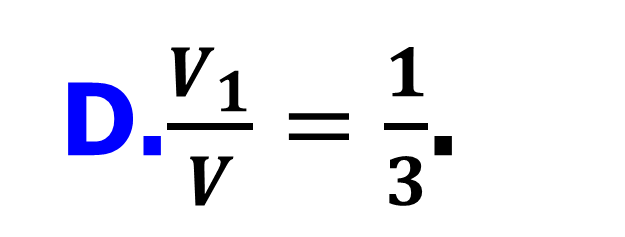 D. V₁/V = 1/3.